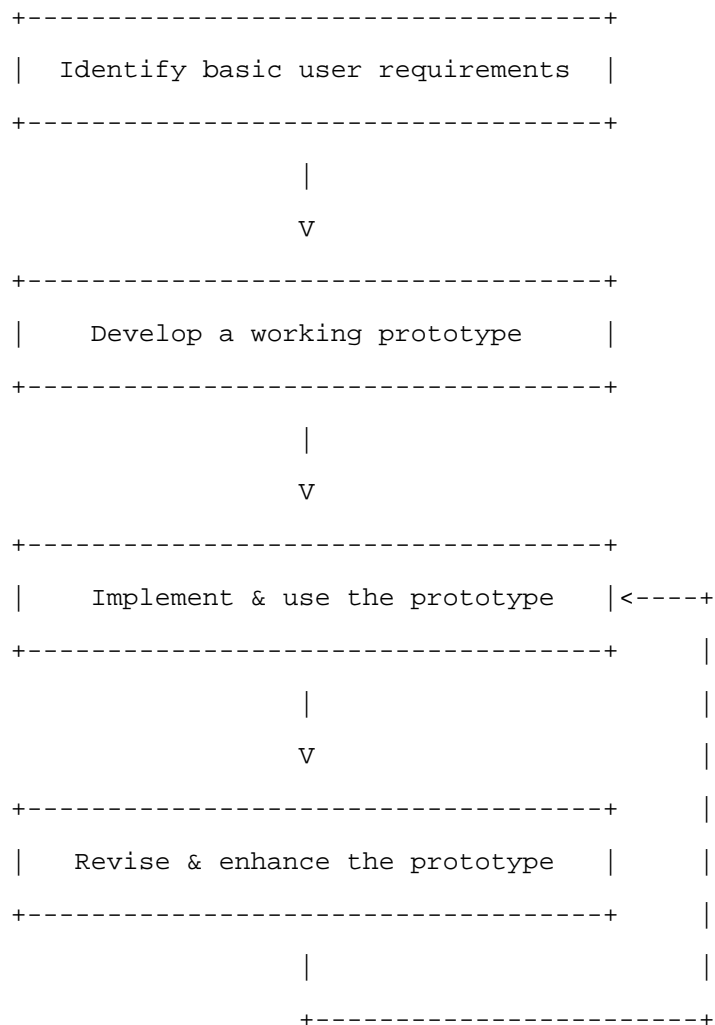 Identify basic user requirements
Develop a working prototype
Implement & use the prototype
Revise & enhance the prototype